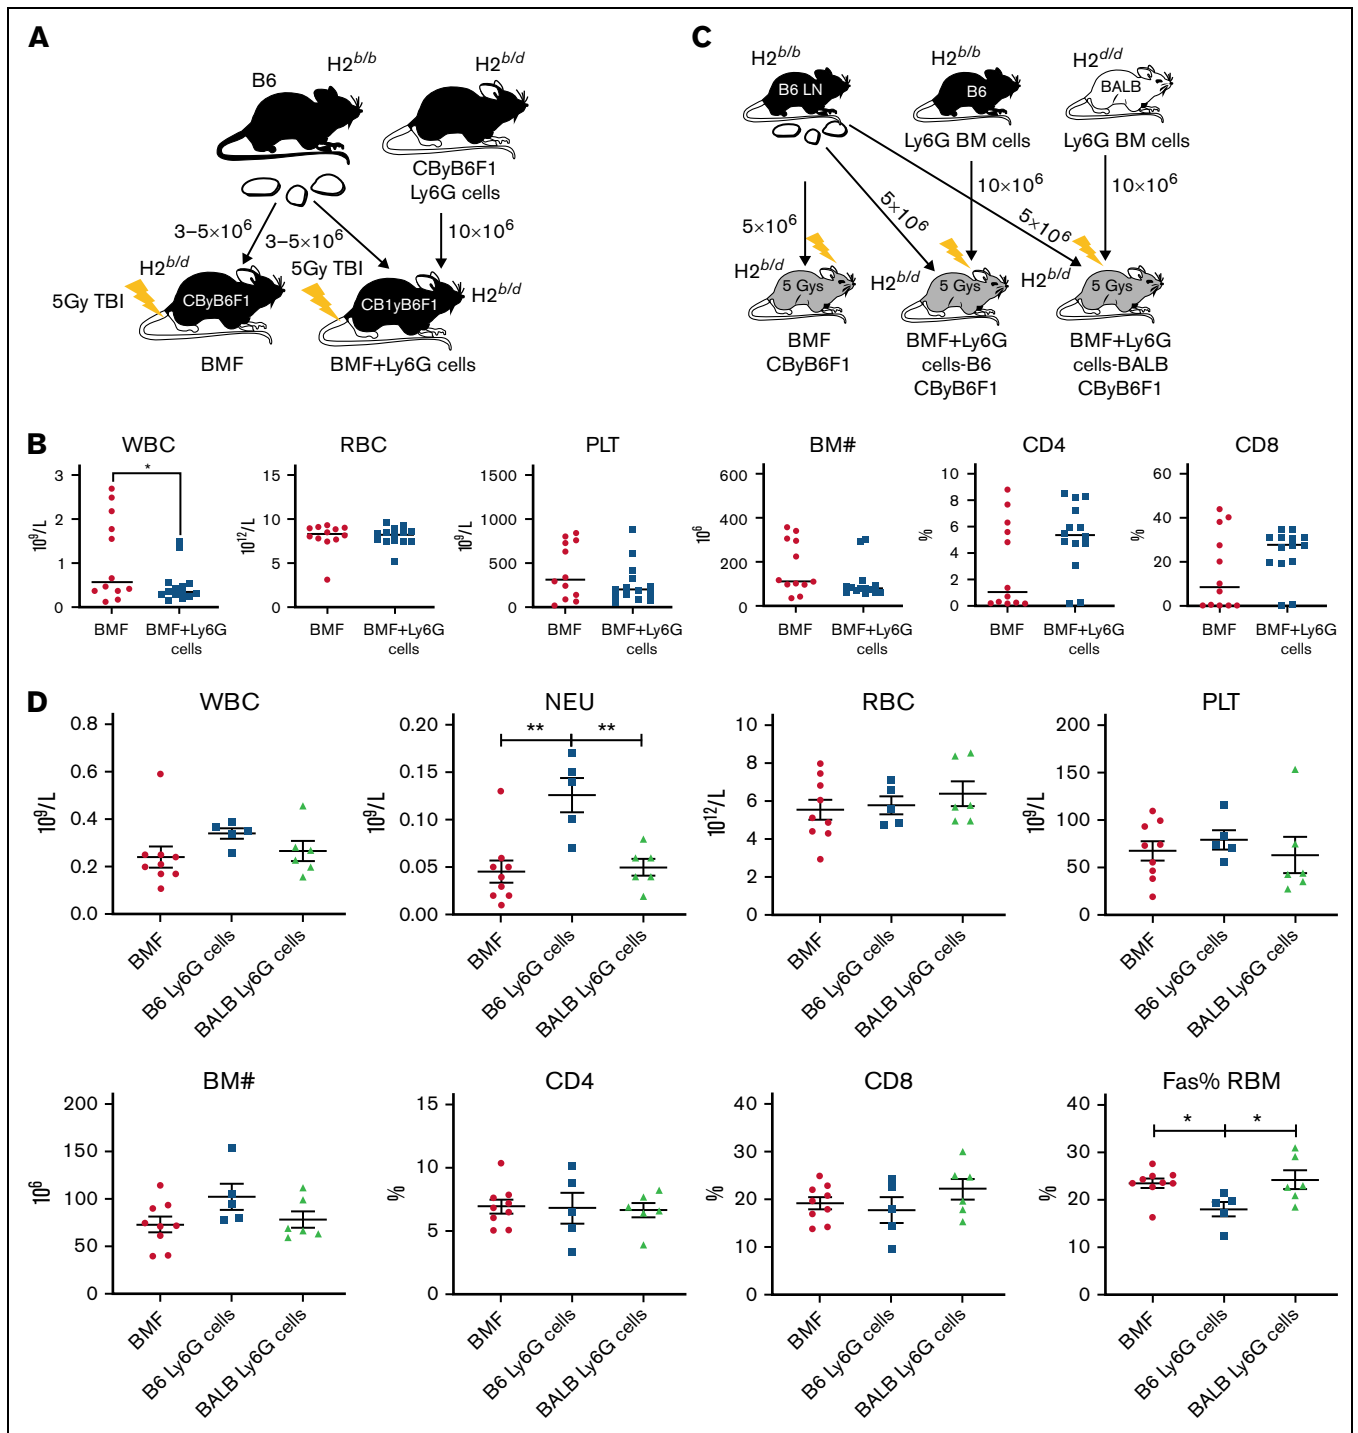 A
B6
H2b/b
H2b/d
CByB6F1
Ly6G cells
3–5×10⁶
3–5×10⁶
10×10⁶
5Gy TBI
H2b/d
5Gy TBI
CByB6F1
CB1yB6F1
H2b/d
BMF
BMF+Ly6G cells
C
H2b/b
H2b/b
H2d/d
B6 LN
B6
BALB
Ly6G BM cells
Ly6G BM cells
5×10⁶
5×10⁶
10×10⁶
5×10⁶
10×10⁶
H2b/d
H2b/d
H2b/d
5 Gys
5 Gys
5 Gys
BMF
CByB6F1
BMF+Ly6G
cells-B6
CByB6F1
BMF+Ly6G
cells-BALB
CByB6F1
B
WBC
10⁹/L
3
2
1
0
*
BMF
BMF+Ly6G
cells
RBC
10¹²/L
15
10
5
0
BMF
BMF+Ly6G
cells
PLT
10⁹/L
1500
1000
500
0
BMF
BMF+Ly6G
cells
BM#
10⁶
600
400
200
0
BMF
BMF+Ly6G
cells
CD4
%
10
8
6
4
2
0
BMF
BMF+Ly6G
cells
CD8
%
60
40
20
0
BMF
BMF+Ly6G
cells
D
WBC
10⁹/L
0.8
0.6
0.4
0.2
0.0
BMF
B6 Ly6G cells
BALB Ly6G cells
NEU
10⁹/L
0.20
0.15
0.10
0.05
0.00
**
**
BMF
B6 Ly6G cells
BALB Ly6G cells
RBC
10¹²/L
10
8
6
4
2
0
BMF
B6 Ly6G cells
BALB Ly6G cells
PLT
10⁹/L
200
150
100
50
0
BMF
B6 Ly6G cells
BALB Ly6G cells
BM#
10⁶
200
150
100
50
0
BMF
B6 Ly6G cells
BALB Ly6G cells
CD4
%
15
10
5
0
BMF
B6 Ly6G cells
BALB Ly6G cells
CD8
%
40
30
20
10
0
BMF
B6 Ly6G cells
BALB Ly6G cells
Fas% RBM
%
40
30
20
10
0
*
*
BMF
B6 Ly6G cells
BALB Ly6G cells